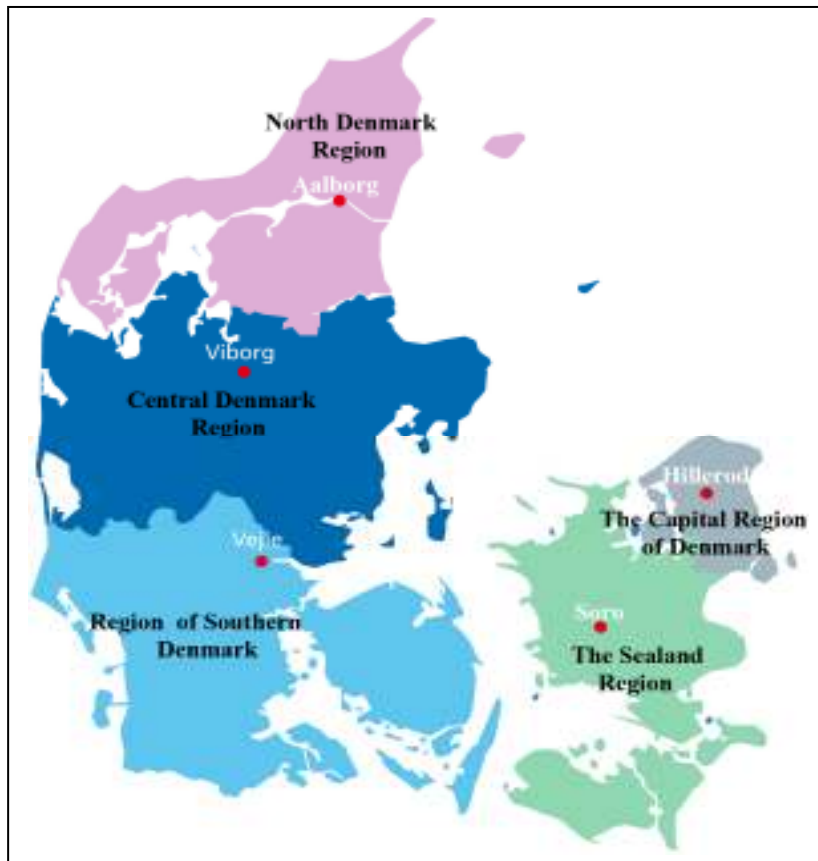 North Denmark
Region
Aalborg
Viborg
Central Denmark
Region
Hillerod
The Capital Region
of Denmark
Vejle
Region of Southern
Denmark
Soro
The Sealand
Region